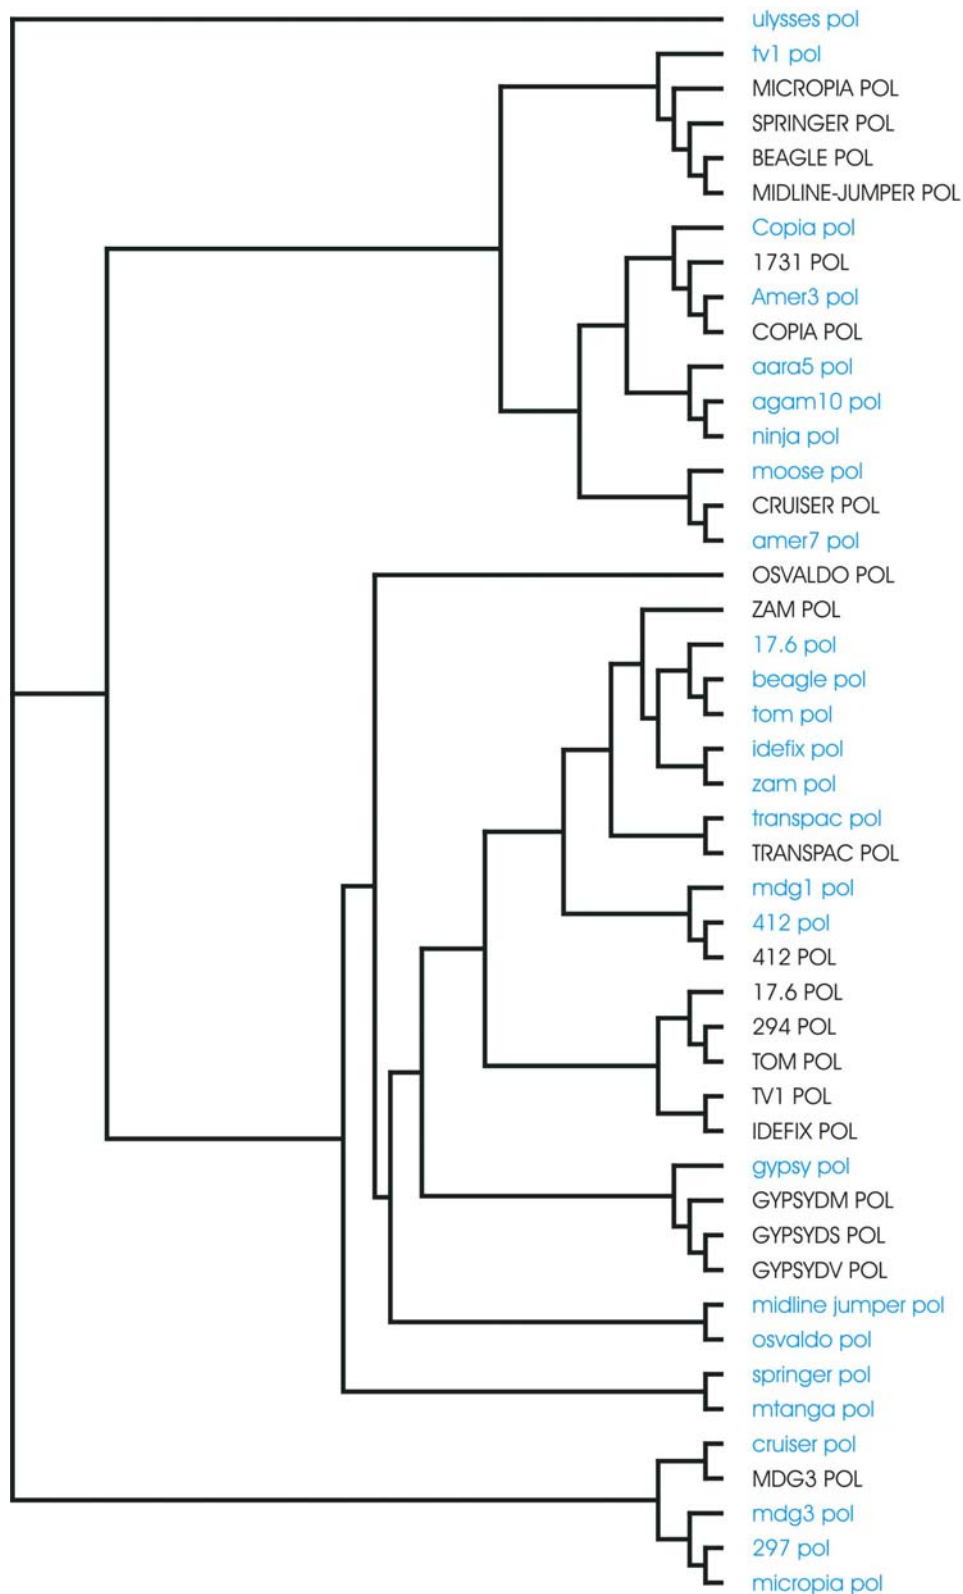 ulysses pol
tv1 pol
MICROPIA POL
SPRINGER POL
BEAGLE POL
MIDLINE-JUMPER POL
Copia pol
1731 POL
Amer3 pol
COPIA POL
aara5 pol
agam10 pol
ninja pol
moose pol
CRUISER POL
amer7 pol
OSVALDO POL
ZAM POL
17.6 pol
beagle pol
tom pol
idefix pol
zam pol
transpac pol
TRANSPAC POL
mdg1 pol
412 pol
412 POL
17.6 POL
294 POL
TOM POL
TV1 POL
IDEFIX POL
gypsy pol
GYPSYDM POL
GYPSYDS POL
GYPSYDV POL
midline jumper pol
osvaldo pol
springer pol
mtanga pol
cruiser pol
MDG3 POL
mdg3 pol
297 pol
micropia pol